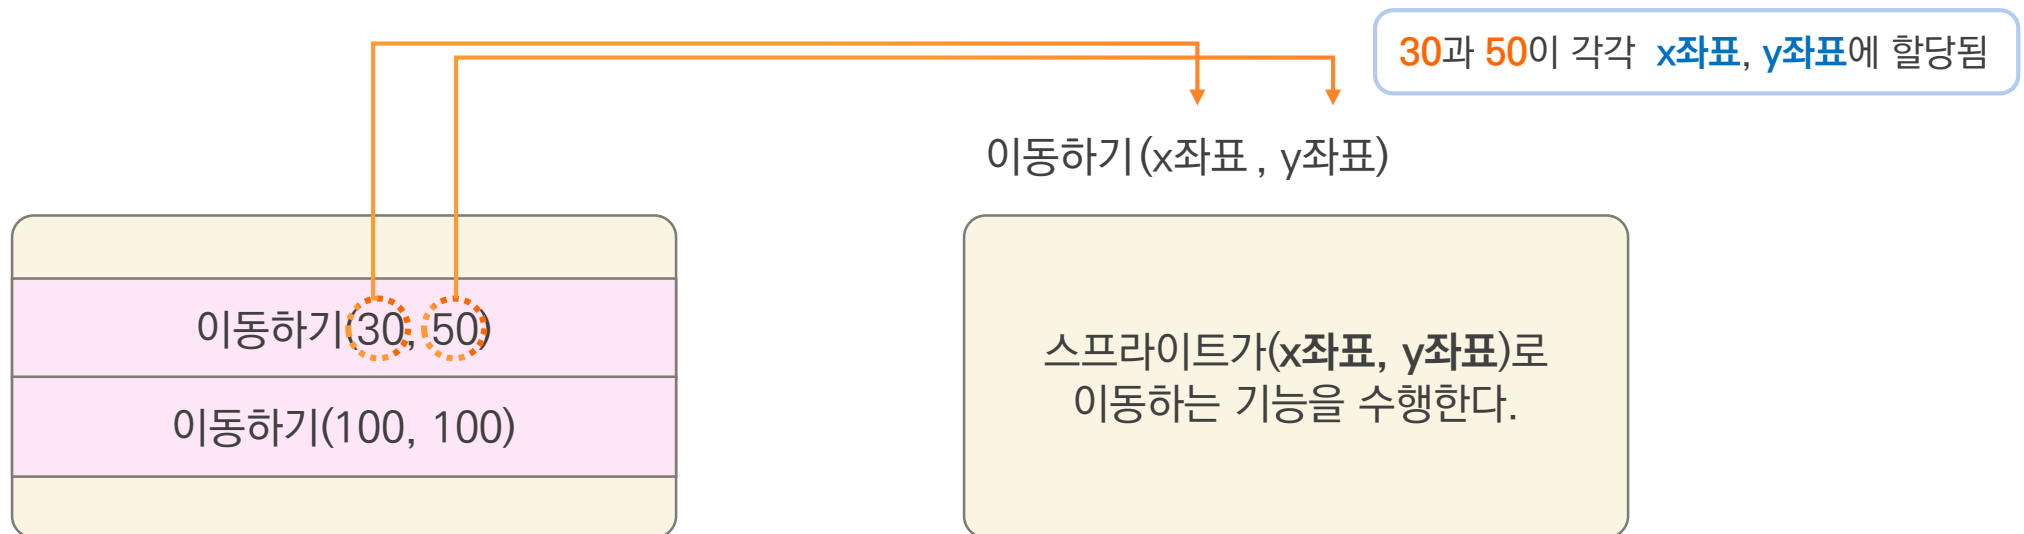 30과 50이 각각 x좌표, y좌표에 할당됨
이동하기(x좌표 , y좌표)
이동하기(30, 50)
이동하기(100, 100)
스프라이트가(x좌표, y좌표)로
이동하는 기능을 수행한다.